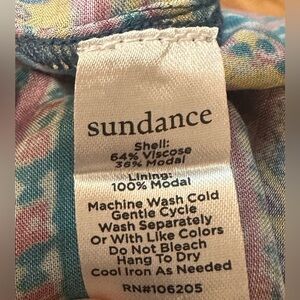 sundance
Shell:
64% Viscose
36% Modal
Lining:
100% Modal
Machine Wash Cold
Gentle Cycle
Wash Separately
Or With Like Colors
Do Not Bleach
Hang To Dry
Cool Iron As Needed
RN#106205